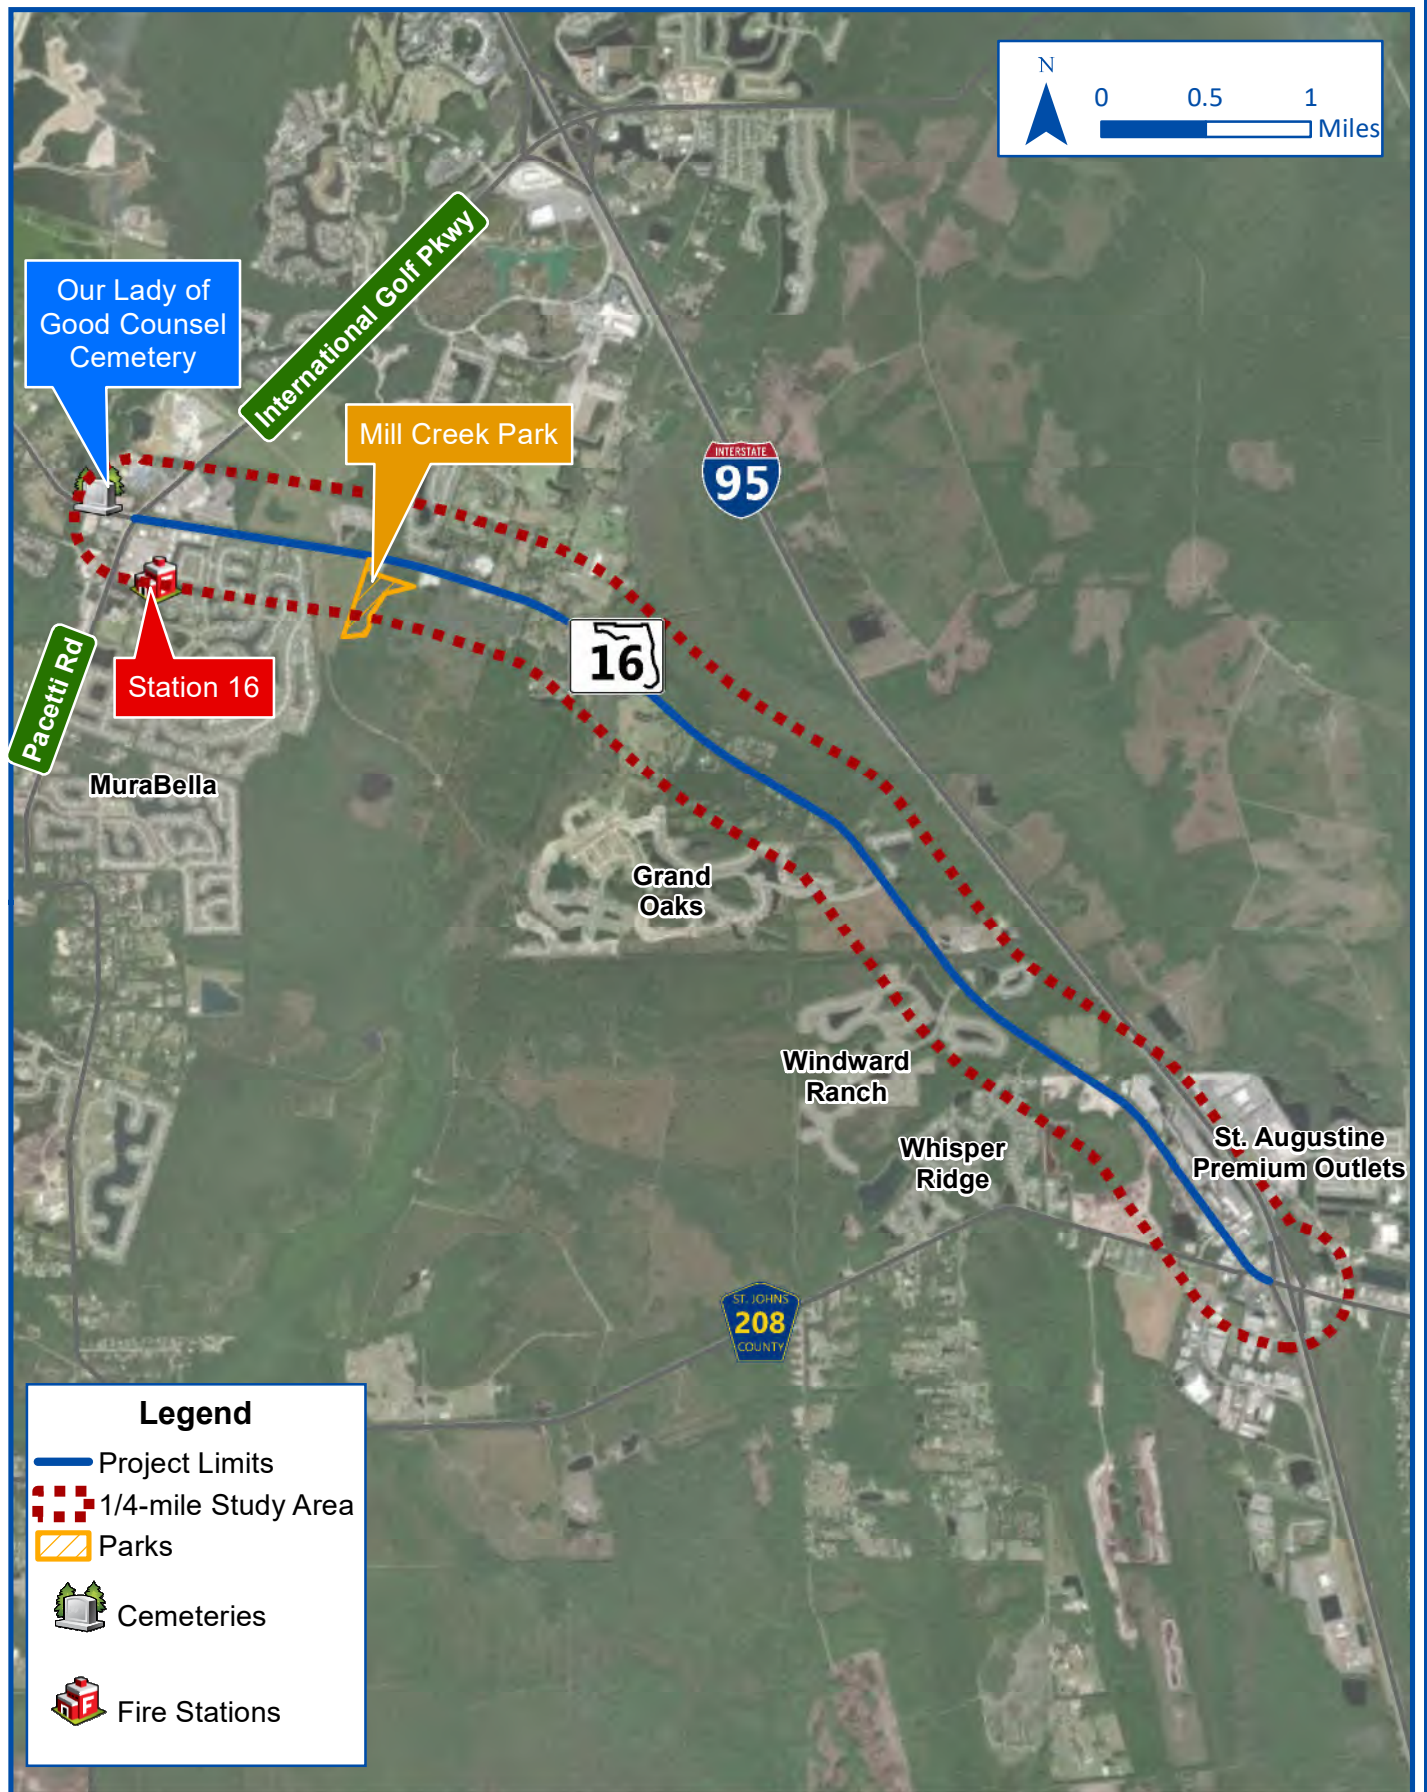 N
0 0.5 1
Miles
International Golf Pkwy
Our Lady of
Good Counsel
Cemetery
Mill Creek Park
INTERSTATE
95
16
Station 16
Pacetti Rd
MuraBella
Grand
Oaks
Windward
Ranch
Whisper
Ridge
St. Augustine
Premium Outlets
ST. JOHNS
208
COUNTY
Legend
Project Limits
1/4-mile Study Area
Parks
Cemeteries
F
Fire Stations